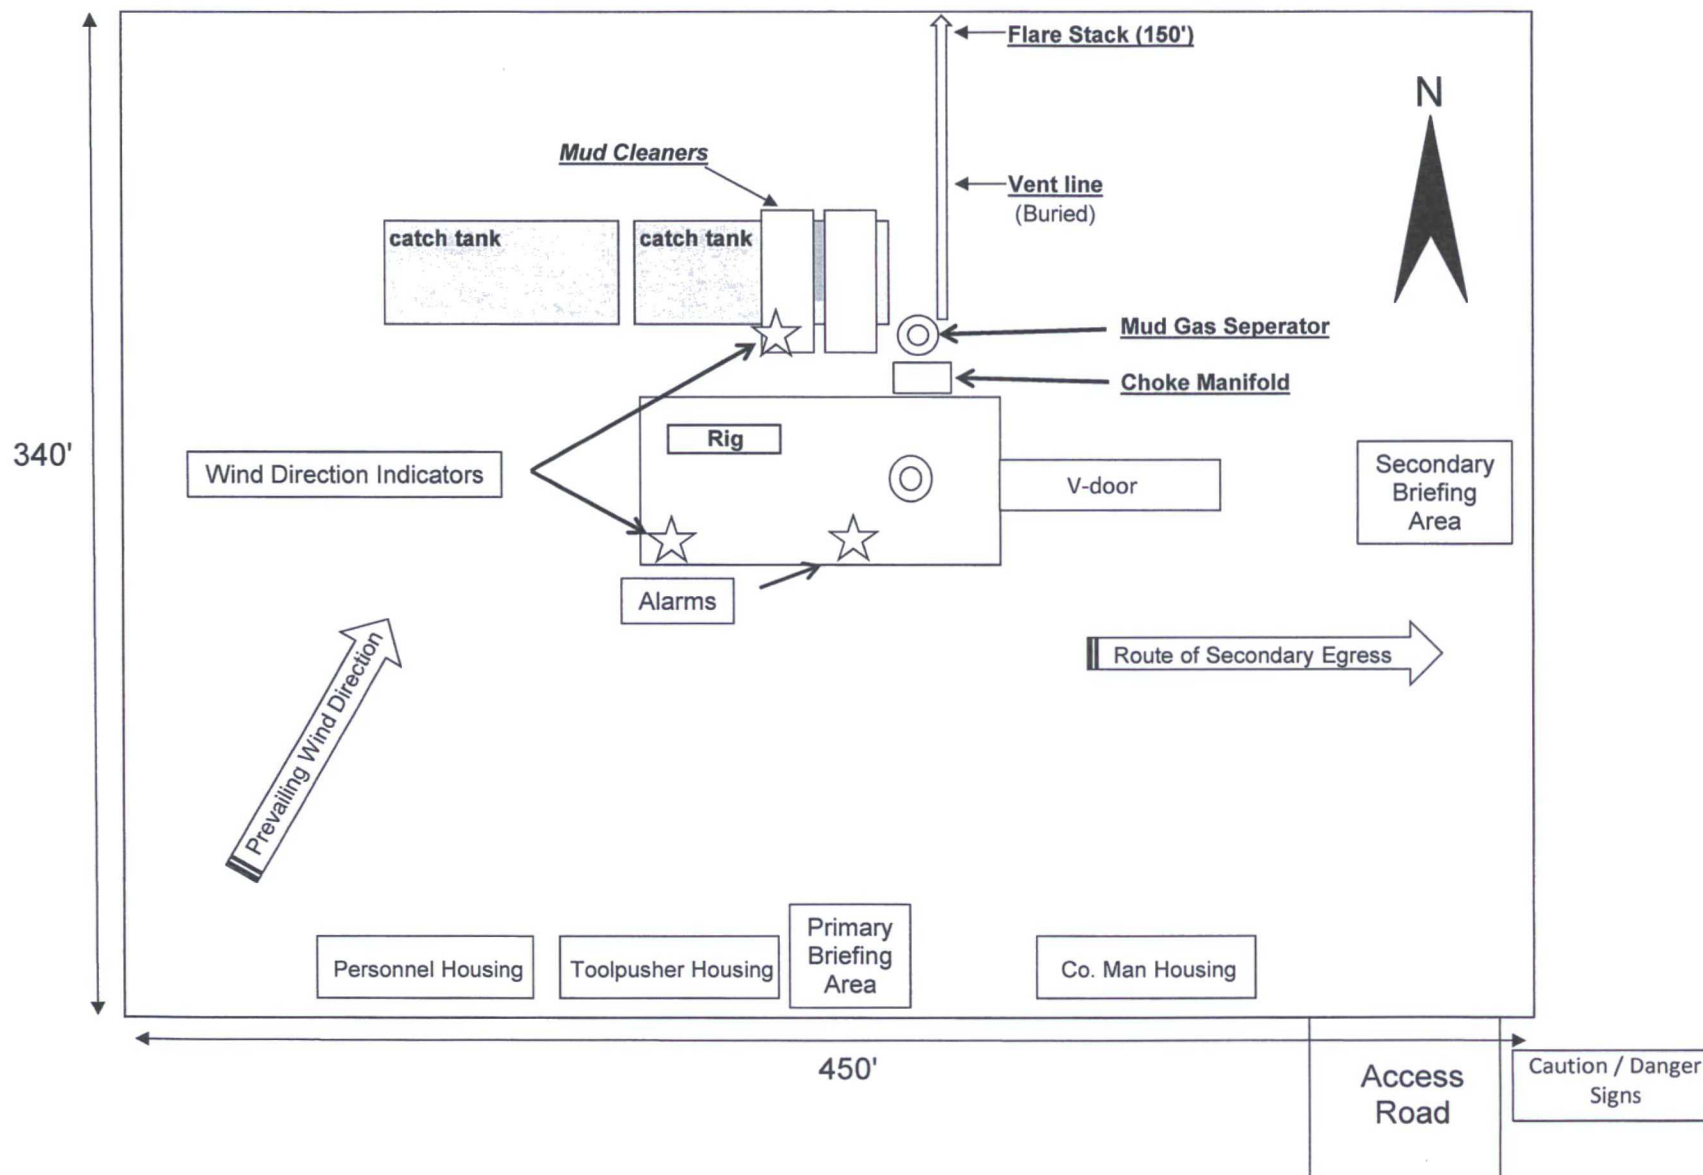 Flare Stack (150')
N
Mud Cleaners
Vent line
(Buried)
catch tank
catch tank
Mud Gas Seperator
Choke Manifold
340'
Rig
Wind Direction Indicators
V-door
Secondary
Briefing
Area
Alarms
Route of Secondary Egress
Prevailing Wind Direction
Personnel Housing
Toolpusher Housing
Primary
Briefing
Area
Co. Man Housing
450'
Access
Road
Caution / Danger
Signs